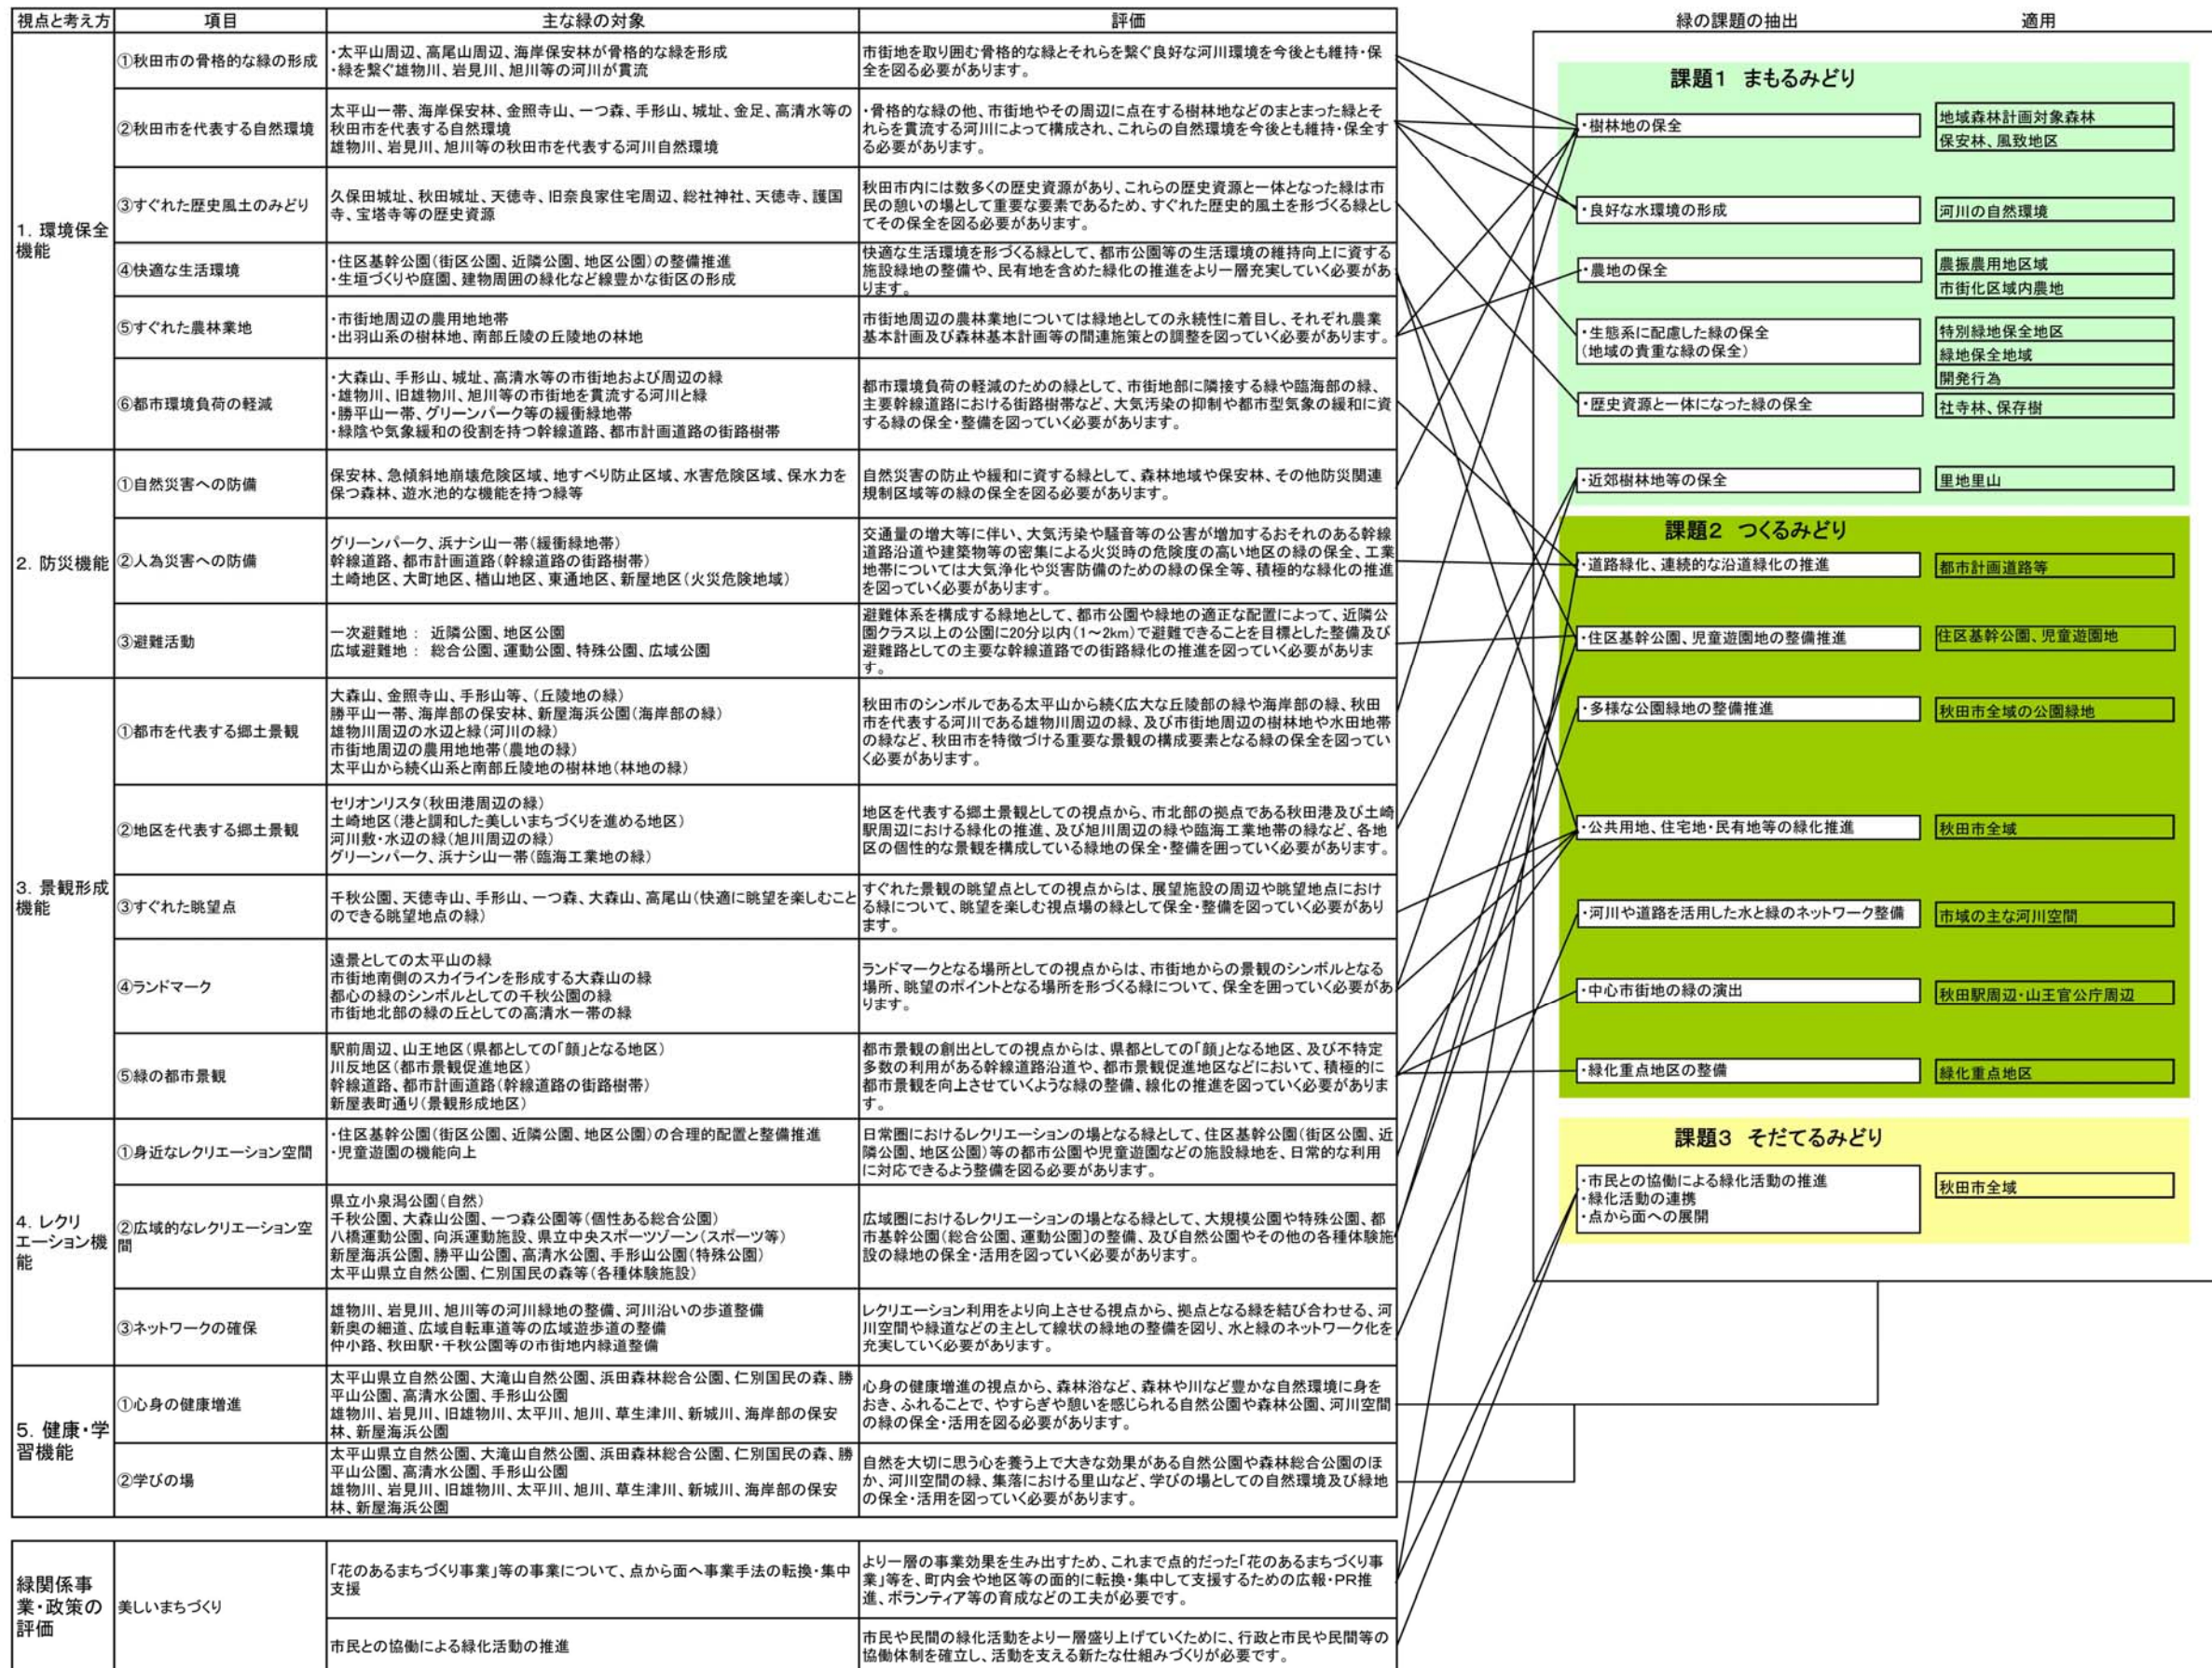 視点と考え方 項目 主な緑の対象 評価 緑の課題の抽出 適用
1. 環境保全
機能
①秋田市の骨格的な緑の形成
・太平山周辺、高尾山周辺、海岸保安林が骨格的な緑を形成
・緑を繋ぐ雄物川、岩見川、旭川等の河川が貫流
市街地を取り囲む骨格的な緑とそれらを繋ぐ良好な河川環境を今後とも維持・保
全を図る必要があります。
②秋田市を代表する自然環境
太平山一帯、海岸保安林、金照寺山、一つ森、手形山、城址、金足、高清水等の
秋田市を代表する自然環境
雄物川、岩見川、旭川等の秋田市を代表する河川自然環境
・骨格的な緑の他、市街地やその周辺に点在する樹林地などのまとまった緑とそ
れらを貫流する河川によって構成され、これらの自然環境を今後とも維持・保全す
る必要があります。
③すぐれた歴史風土のみどり
久保田城址、秋田城址、天徳寺、旧奈良家住宅周辺、総社神社、天徳寺、護国
寺、宝塔寺等の歴史資源
秋田市内には数多くの歴史資源があり、これらの歴史資源と一体となった緑は市
民の憩いの場として重要な要素であるため、すぐれた歴史的風土を形づくる緑とし
てその保全を図る必要があります。
④快適な生活環境
・住区基幹公園(街区公園、近隣公園、地区公園)の整備推進
・生垣づくりや庭園、建物周囲の緑化など線豊かな街区の形成
快適な生活環境を形づくる緑として、都市公園等の生活環境の維持向上に資する
施設緑地の整備や、民有地を含めた緑化の推進をより一層充実していく必要があ
ります。
⑤すぐれた農林業地
・市街地周辺の農用地地帯
・出羽山系の樹林地、南部丘陵の丘陵地の林地
市街地周辺の農林業地については緑地としての永続性に着目し、それぞれ農業
基本計画及び森林基本計画等の間連施策との調整を図っていく必要があります。
⑥都市環境負荷の軽減
・大森山、手形山、城址、高清水等の市街地および周辺の緑
・雄物川、旧雄物川、旭川等の市街地を貫流する河川と緑
・勝平山一帯、グリーンパーク等の緩衝緑地帯
・緑陰や気象緩和の役割を持つ幹線道路、都市計画道路の街路樹帯
都市環境負荷の軽減のための緑として、市街地部に隣接する緑や臨海部の緑、
主要幹線道路における街路樹帯など、大気汚染の抑制や都市型気象の緩和に資
する緑の保全・整備を図っていく必要があります。
2. 防災機能
①自然災害への防備
保安林、急傾斜地崩壊危険区域、地すべり防止区域、水害危険区域、保水力を
保つ森林、遊水池的な機能を持つ緑等
自然災害の防止や緩和に資する緑として、森林地域や保安林、その他防災関連
規制区域等の緑の保全を図る必要があります。
②人為災害への防備
グリーンパーク、浜ナシ山一帯(緩衝緑地帯)
幹線道路、都市計画道路(幹線道路の街路樹帯)
土崎地区、大町地区、楢山地区、東通地区、新屋地区(火災危険地域)
交通量の増大等に伴い、大気汚染や騒音等の公害が増加するおそれのある幹線
道路沿道や建築物等の密集による火災時の危険度の高い地区の緑の保全、工業
地帯については大気浄化や災害防備のための緑の保全等、積極的な緑化の推進
を図っていく必要があります。
③避難活動
一次避難地 : 近隣公園、地区公園
広域避難地 : 総合公園、運動公園、特殊公園、広域公園
避難体系を構成する緑地として、都市公園や緑地の適正な配置によって、近隣公
園クラス以上の公園に20分以内(1〜2km)で避難できることを目標とした整備及び
避難路としての主要な幹線道路での街路緑化の推進を図っていく必要がありま
す。
3. 景観形成
機能
①都市を代表する郷土景観
大森山、金照寺山、手形山等、(丘陵地の緑)
勝平山一帯、海岸部の保安林、新屋海浜公園(海岸部の緑)
雄物川周辺の水辺と緑(河川の緑)
市街地周辺の農用地地帯(農地の緑)
太平山から続く山系と南部丘陵地の樹林地(林地の緑)
秋田市のシンボルである太平山から続く広大な丘陵部の緑や海岸部の緑、秋田
市を代表する河川である雄物川周辺の緑、及び市街地周辺の樹林地や水田地帯
の緑など、秋田市を特徴づける重要な景観の構成要素となる緑の保全を図ってい
く必要があります。
②地区を代表する郷土景観
セリオンリスタ(秋田港周辺の緑)
土崎地区(港と調和した美しいまちづくりを進める地区)
河川敷・水辺の緑(旭川周辺の緑)
グリーンパーク、浜ナシ山一帯(臨海工業地の緑)
地区を代表する郷土景観としての視点から、市北部の拠点である秋田港及び土崎
駅周辺における緑化の推進、及び旭川周辺の緑や臨海工業地帯の緑など、各地
区の個性的な景観を構成している緑地の保全・整備を囲っていく必要があります。
③すぐれた眺望点
千秋公園、天徳寺山、手形山、一つ森、大森山、高尾山(快適に眺望を楽しむこと
のできる眺望地点の緑)
すぐれた景観の眺望点としての視点からは、展望施設の周辺や眺望地点におけ
る緑について、眺望を楽しむ視点場の緑として保全・整備を図っていく必要があり
ます。
④ランドマーク
遠景としての太平山の緑
市街地南側のスカイラインを形成する大森山の緑
都心の緑のシンボルとしての千秋公園の緑
市街地北部の緑の丘としての高清水一帯の緑
ランドマークとなる場所としての視点からは、市街地からの景観のシンボルとなる
場所、眺望のポイントとなる場所を形づくる緑について、保全を囲っていく必要があ
ります。
⑤緑の都市景観
駅前周辺、山王地区(県都としての「顔」となる地区)
川反地区(都市景観促進地区)
幹線道路、都市計画道路(幹線道路の街路樹帯)
新屋表町通り(景観形成地区)
都市景観の創出としての視点からは、県都としての「顔」となる地区、及び不特定
多数の利用がある幹線道路沿道や、都市景観促進地区などにおいて、積極的に
都市景観を向上させていくような緑の整備、線化の推進を図っていく必要がありま
す。
4. レクリ
エーション機
能
①身近なレクリエーション空間
・住区基幹公園(街区公園、近隣公園、地区公園)の合理的配置と整備推進
・児童遊園の機能向上
日常圏におけるレクリエーションの場となる緑として、住区基幹公園(街区公園、近
隣公園、地区公園)等の都市公園や児童遊園などの施設緑地を、日常的な利用
に対応できるよう整備を図る必要があります。
②広域的なレクリエーション空
間
県立小泉潟公園(自然)
千秋公園、大森山公園、一つ森公園等(個性ある総合公園)
八橋運動公園、向浜運動施設、県立中央スポーツゾーン(スポーツ等)
新屋海浜公園、勝平山公園、高清水公園、手形山公園(特殊公園)
太平山県立自然公園、仁別国民の森等(各種体験施設)
広域圏におけるレクリエーションの場となる緑として、大規模公園や特殊公園、都
市基幹公園(総合公園、運動公園]の整備、及び自然公園やその他の各種体験施
設の緑地の保全・活用を図っていく必要があります。
③ネットワークの確保
雄物川、岩見川、旭川等の河川緑地の整備、河川沿いの歩道整備
新奥の細道、広域自転車道等の広域遊歩道の整備
仲小路、秋田駅・千秋公園等の市街地内緑道整備
レクリエーション利用をより向上させる視点から、拠点となる緑を結び合わせる、河
川空間や緑道などの主として線状の緑地の整備を図り、水と緑のネットワーク化を
充実していく必要があります。
5. 健康・学
習機能
①心身の健康増進
太平山県立自然公園、大滝山自然公園、浜田森林総合公園、仁別国民の森、勝
平山公園、高清水公園、手形山公園
雄物川、岩見川、旧雄物川、太平川、旭川、草生津川、新城川、海岸部の保安
林、新屋海浜公園
心身の健康増進の視点から、森林浴など、森林や川など豊かな自然環境に身を
おき、ふれることで、やすらぎや憩いを感じられる自然公園や森林公園、河川空間
の緑の保全・活用を図る必要があります。
②学びの場
太平山県立自然公園、大滝山自然公園、浜田森林総合公園、仁別国民の森、勝
平山公園、高清水公園、手形山公園
雄物川、岩見川、旧雄物川、太平川、旭川、草生津川、新城川、海岸部の保安
林、新屋海浜公園
自然を大切に思う心を養う上で大きな効果がある自然公園や森林総合公園のほ
か、河川空間の緑、集落における里山など、学びの場としての自然環境及び緑地
の保全・活用を図っていく必要があります。
緑関係事
業・政策の
評価
美しいまちづくり
「花のあるまちづくり事業」等の事業について、点から面へ事業手法の転換・集中
支援
より一層の事業効果を生み出すため、これまで点的だった「花のあるまちづくり事
業」等を、町内会や地区等の面的に転換・集中して支援するための広報・PR推
進、ボランティア等の育成などの工夫が必要です。
市民との協働による緑化活動の推進
市民や民間の緑化活動をより一層盛り上げていくために、行政と市民や民間等の
協働体制を確立し、活動を支える新たな仕組みづくりが必要です。
課題1 まもるみどり
・樹林地の保全
地域森林計画対象森林
保安林、風致地区
・良好な水環境の形成
河川の自然環境
・農地の保全
農振農用地区域
市街化区域内農地
・生態系に配慮した緑の保全
(地域の貴重な緑の保全)
特別緑地保全地区
緑地保全地域
開発行為
・歴史資源と一体になった緑の保全
社寺林、保存樹
・近郊樹林地等の保全
里地里山
課題2 つくるみどり
・道路緑化、連続的な沿道緑化の推進
都市計画道路等
・住区基幹公園、児童遊園地の整備推進
住区基幹公園、児童遊園地
・多様な公園緑地の整備推進
秋田市全域の公園緑地
・公共用地、住宅地・民有地等の緑化推進
秋田市全域
・河川や道路を活用した水と緑のネットワーク整備
市域の主な河川空間
・中心市街地の緑の演出
秋田駅周辺・山王官公庁周辺
・緑化重点地区の整備
緑化重点地区
課題3 そだてるみどり
・市民との協働による緑化活動の推進
・緑化活動の連携
・点から面への展開
秋田市全域